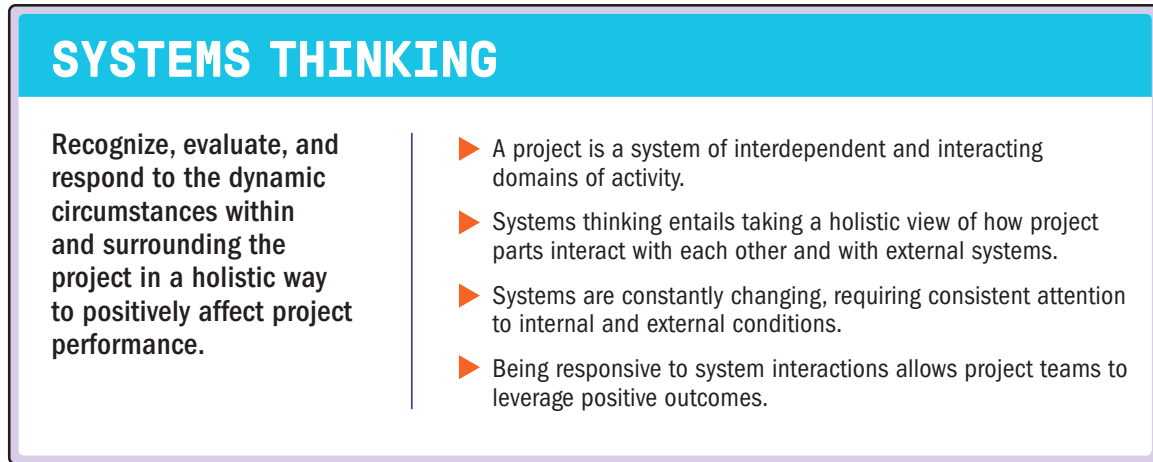 SYSTEMS THINKING
Recognize, evaluate, and
respond to the dynamic
circumstances within
and surrounding the
project in a holistic way
to positively affect project
performance.
A project is a system of interdependent and interacting
domains of activity.
Systems thinking entails taking a holistic view of how project
parts interact with each other and with external systems.
Systems are constantly changing, requiring consistent attention
to internal and external conditions.
Being responsive to system interactions allows project teams to
leverage positive outcomes.